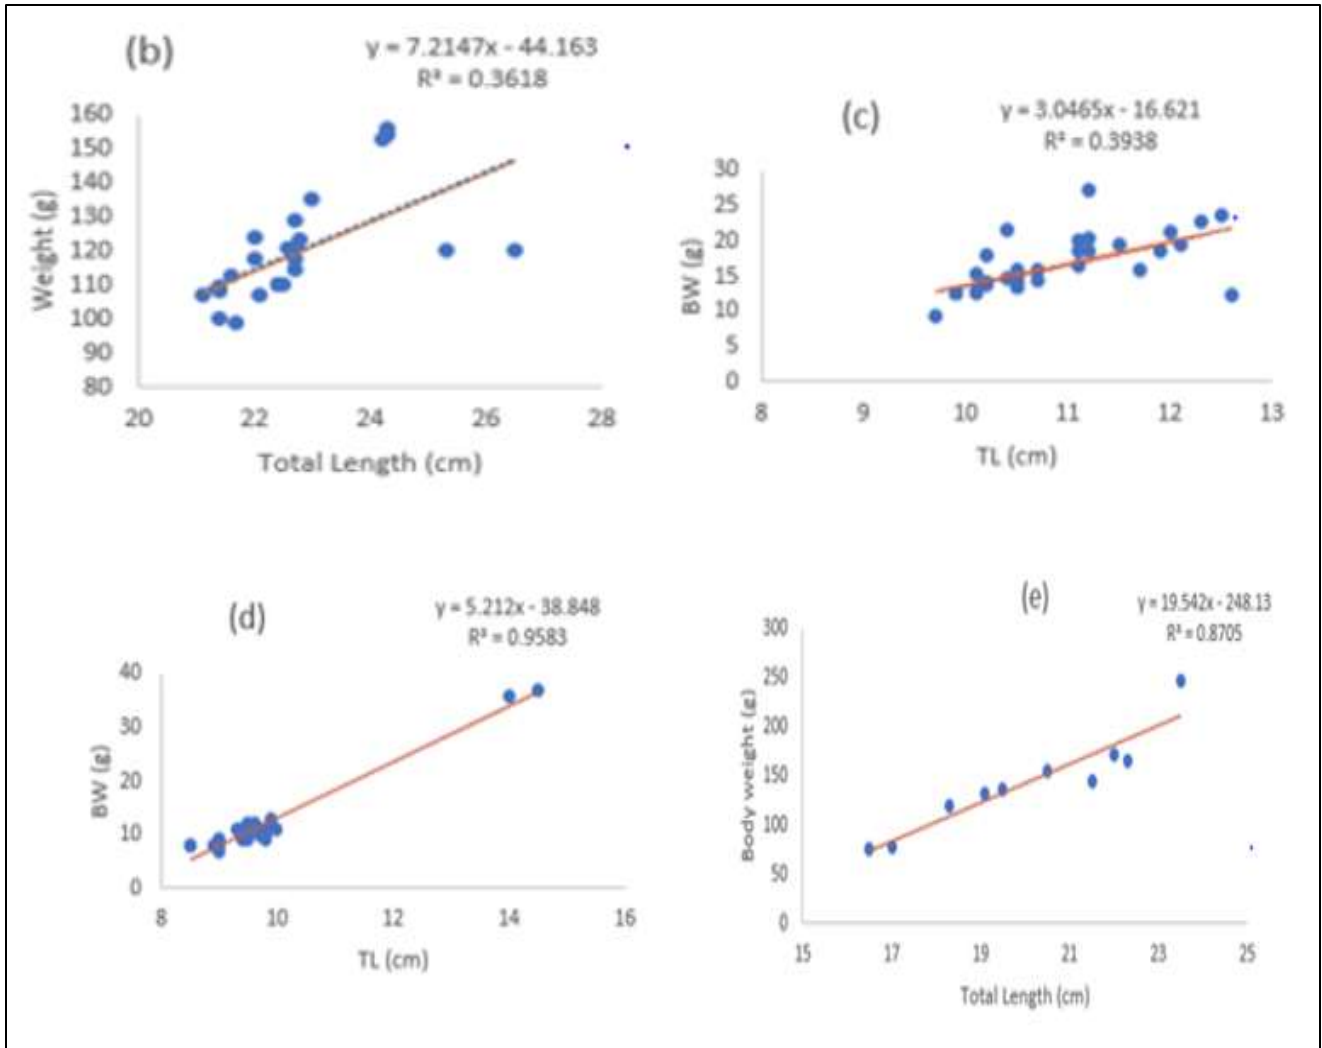 (b)
y = 7.2147x - 44.163
R² = 0.3618
160
150
140
130
120
110
100
90
80
Weight (g)
20 22 24 26 28
Total Length (cm)
(c)
y = 3.0465x - 16.621
R² = 0.3938
30
25
20
15
10
5
0
BW (g)
8 9 10 11 12 13
TL (cm)
(d)
y = 5.212x - 38.848
R² = 0.9583
40
30
20
10
0
BW (g)
8 10 12 14 16
TL (cm)
(e)
y = 19.542x - 248.13
R² = 0.8705
300
250
200
150
100
50
0
Body weight (g)
15 17 19 21 23 25
Total Length (cm)